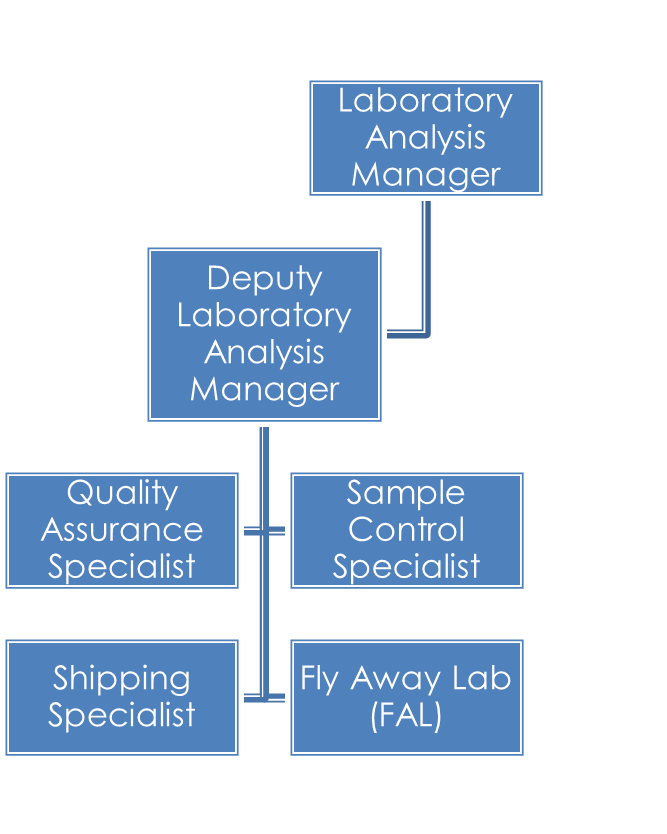 Laboratory
Analysis
Manager
Deputy
Laboratory
Analysis
Manager
Quality
Assurance
Specialist
Sample
Control
Specialist
Shipping
Specialist
Fly Away Lab
(FAL)